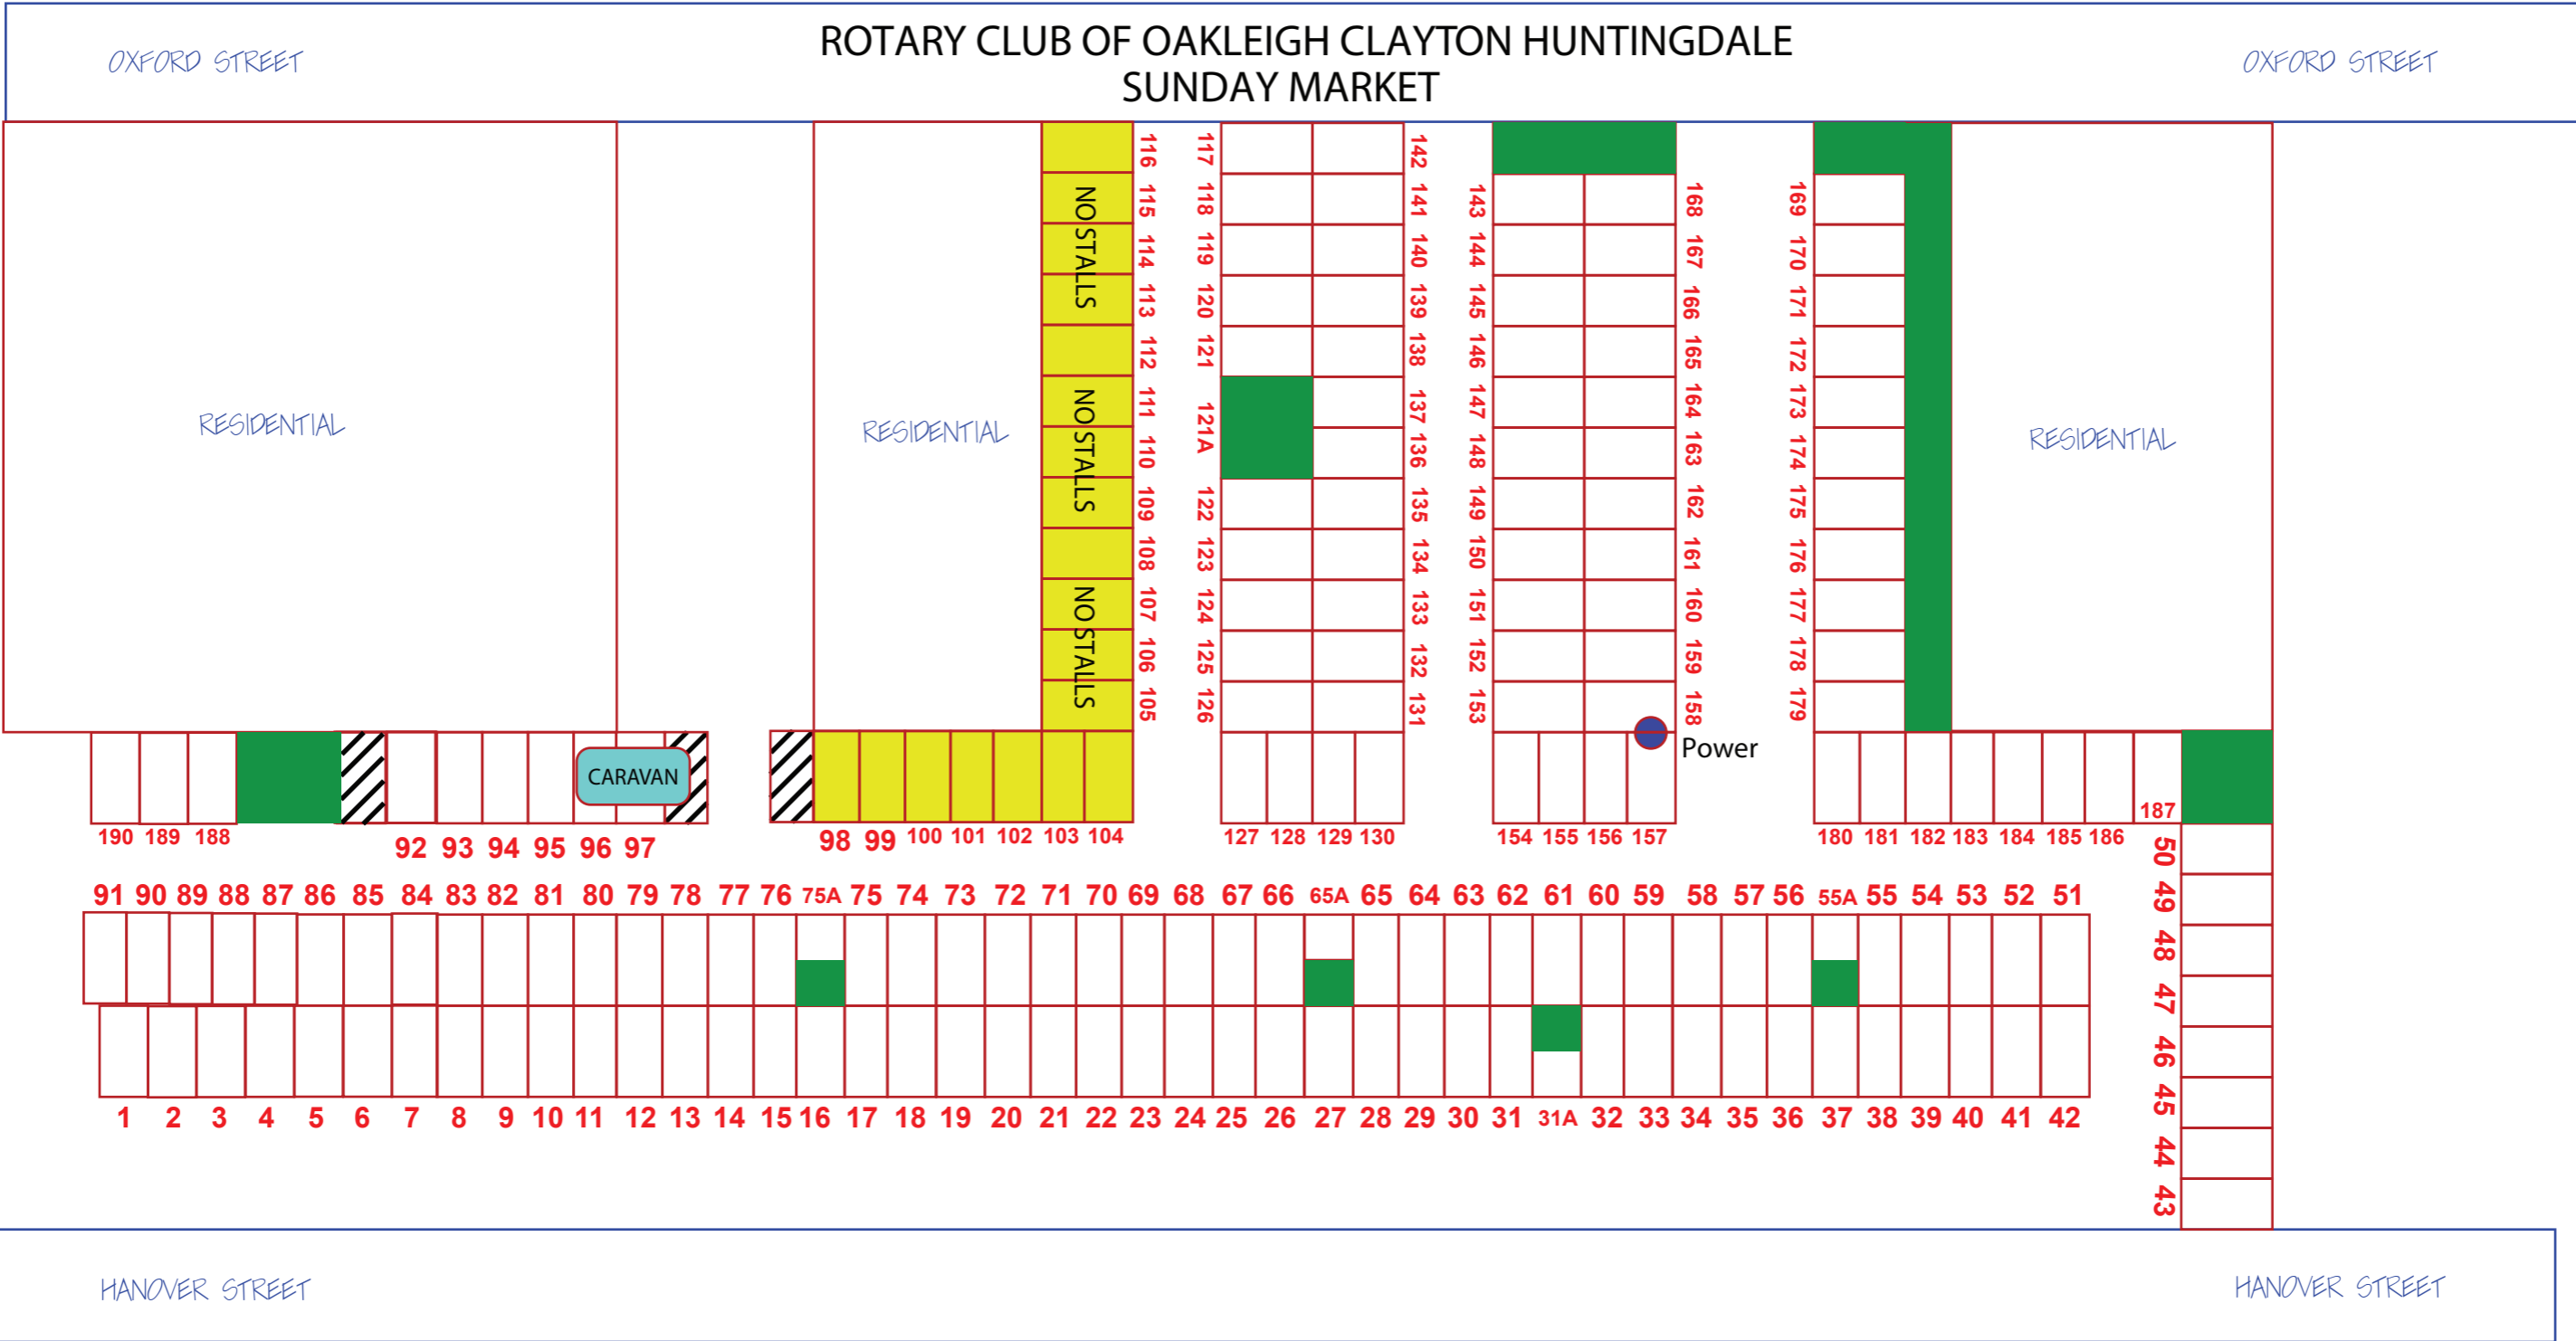 ROTARY CLUB OF OAKLEIGH CLAYTON HUNTINGDALE
SUNDAY MARKET
OXFORD STREET
OXFORD STREET
RESIDENTIAL
RESIDENTIAL
RESIDENTIAL
NO STALLS
NO STALLS
NO STALLS
116 115 114 113 112 111 110 109 108 107 106 105
117 118 119 120 121 121A 122 123 124 125 126
142 141 140 139 138 137 136 135 134 133 132 131
143 144 145 146 147 148 149 150 151 152 153
168 167 166 165 164 163 162 161 160 159 158
169 170 171 172 173 174 175 176 177 178 179
Power
CARAVAN
190 189 188 92 93 94 95 96 97 98 99 100 101 102 103 104 127 128 129 130 154 155 156 157 180 181 182 183 184 185 186 187
50 49 48 47 46 45 44 43
91 90 89 88 87 86 85 84 83 82 81 80 79 78 77 76 75A 75 74 73 72 71 70 69 68 67 66 65A 65 64 63 62 61 60 59 58 57 56 55A 55 54 53 52 51
1 2 3 4 5 6 7 8 9 10 11 12 13 14 15 16 17 18 19 20 21 22 23 24 25 26 27 28 29 30 31 31A 32 33 34 35 36 37 38 39 40 41 42
HANOVER STREET
HANOVER STREET